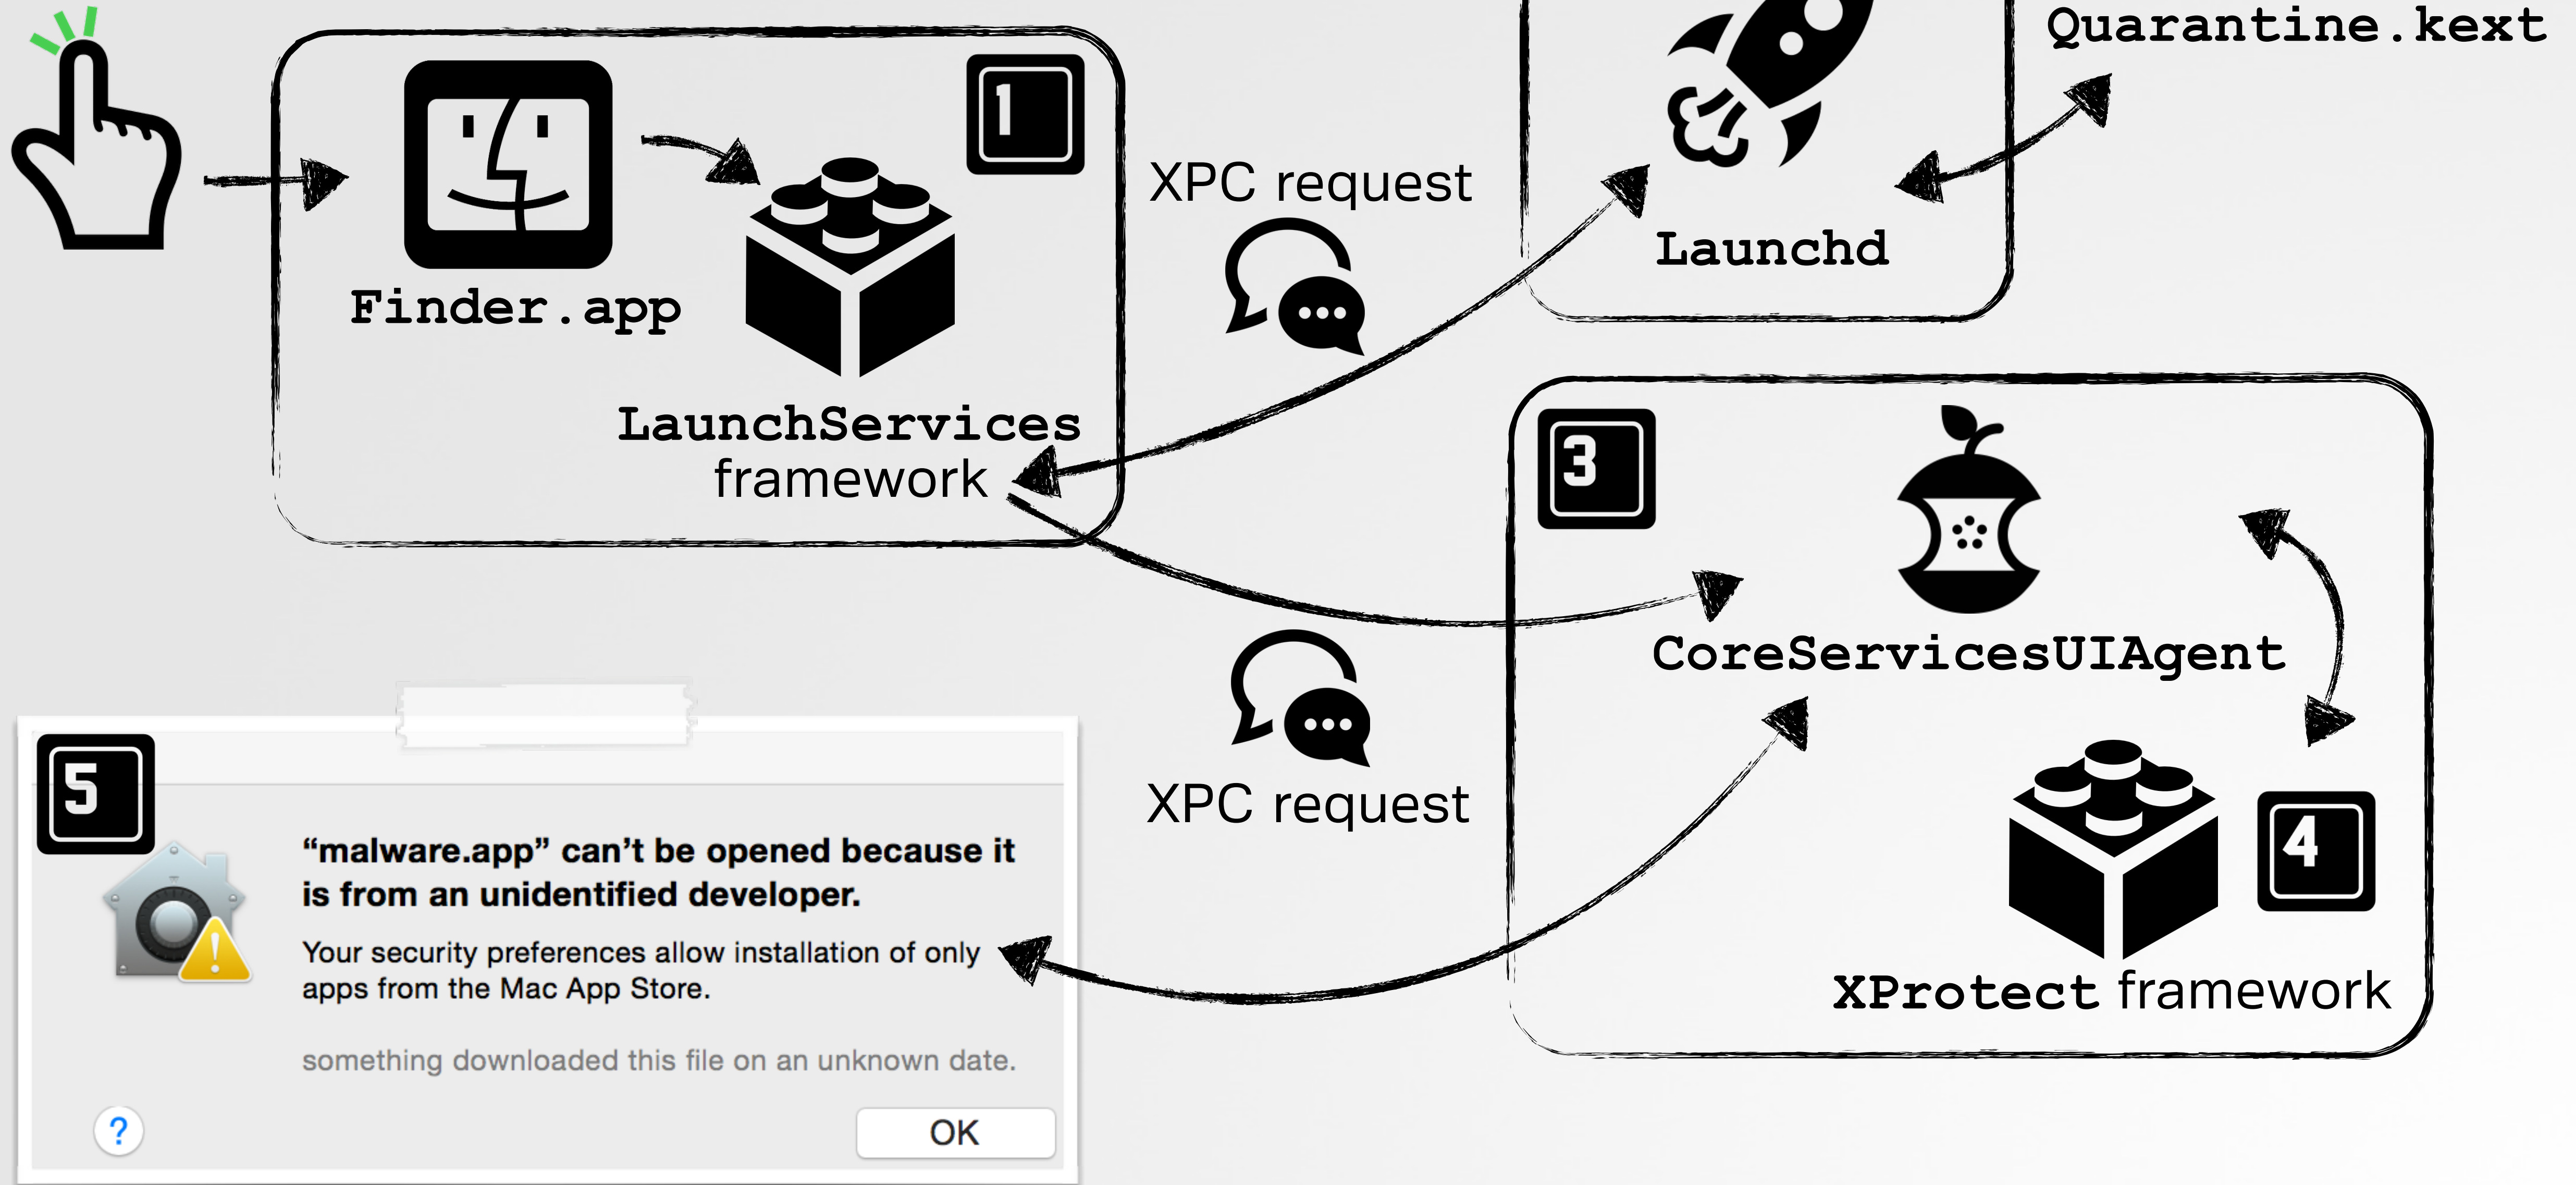 Quarantine.kext
1
XPC request
Launchd
Finder.app
LaunchServices
framework
3
CoreServicesUIAgent
XPC request
4
XProtect framework
5
“malware.app” can’t be opened because it
is from an unidentified developer.
Your security preferences allow installation of only
apps from the Mac App Store.
something downloaded this file on an unknown date.
?
OK